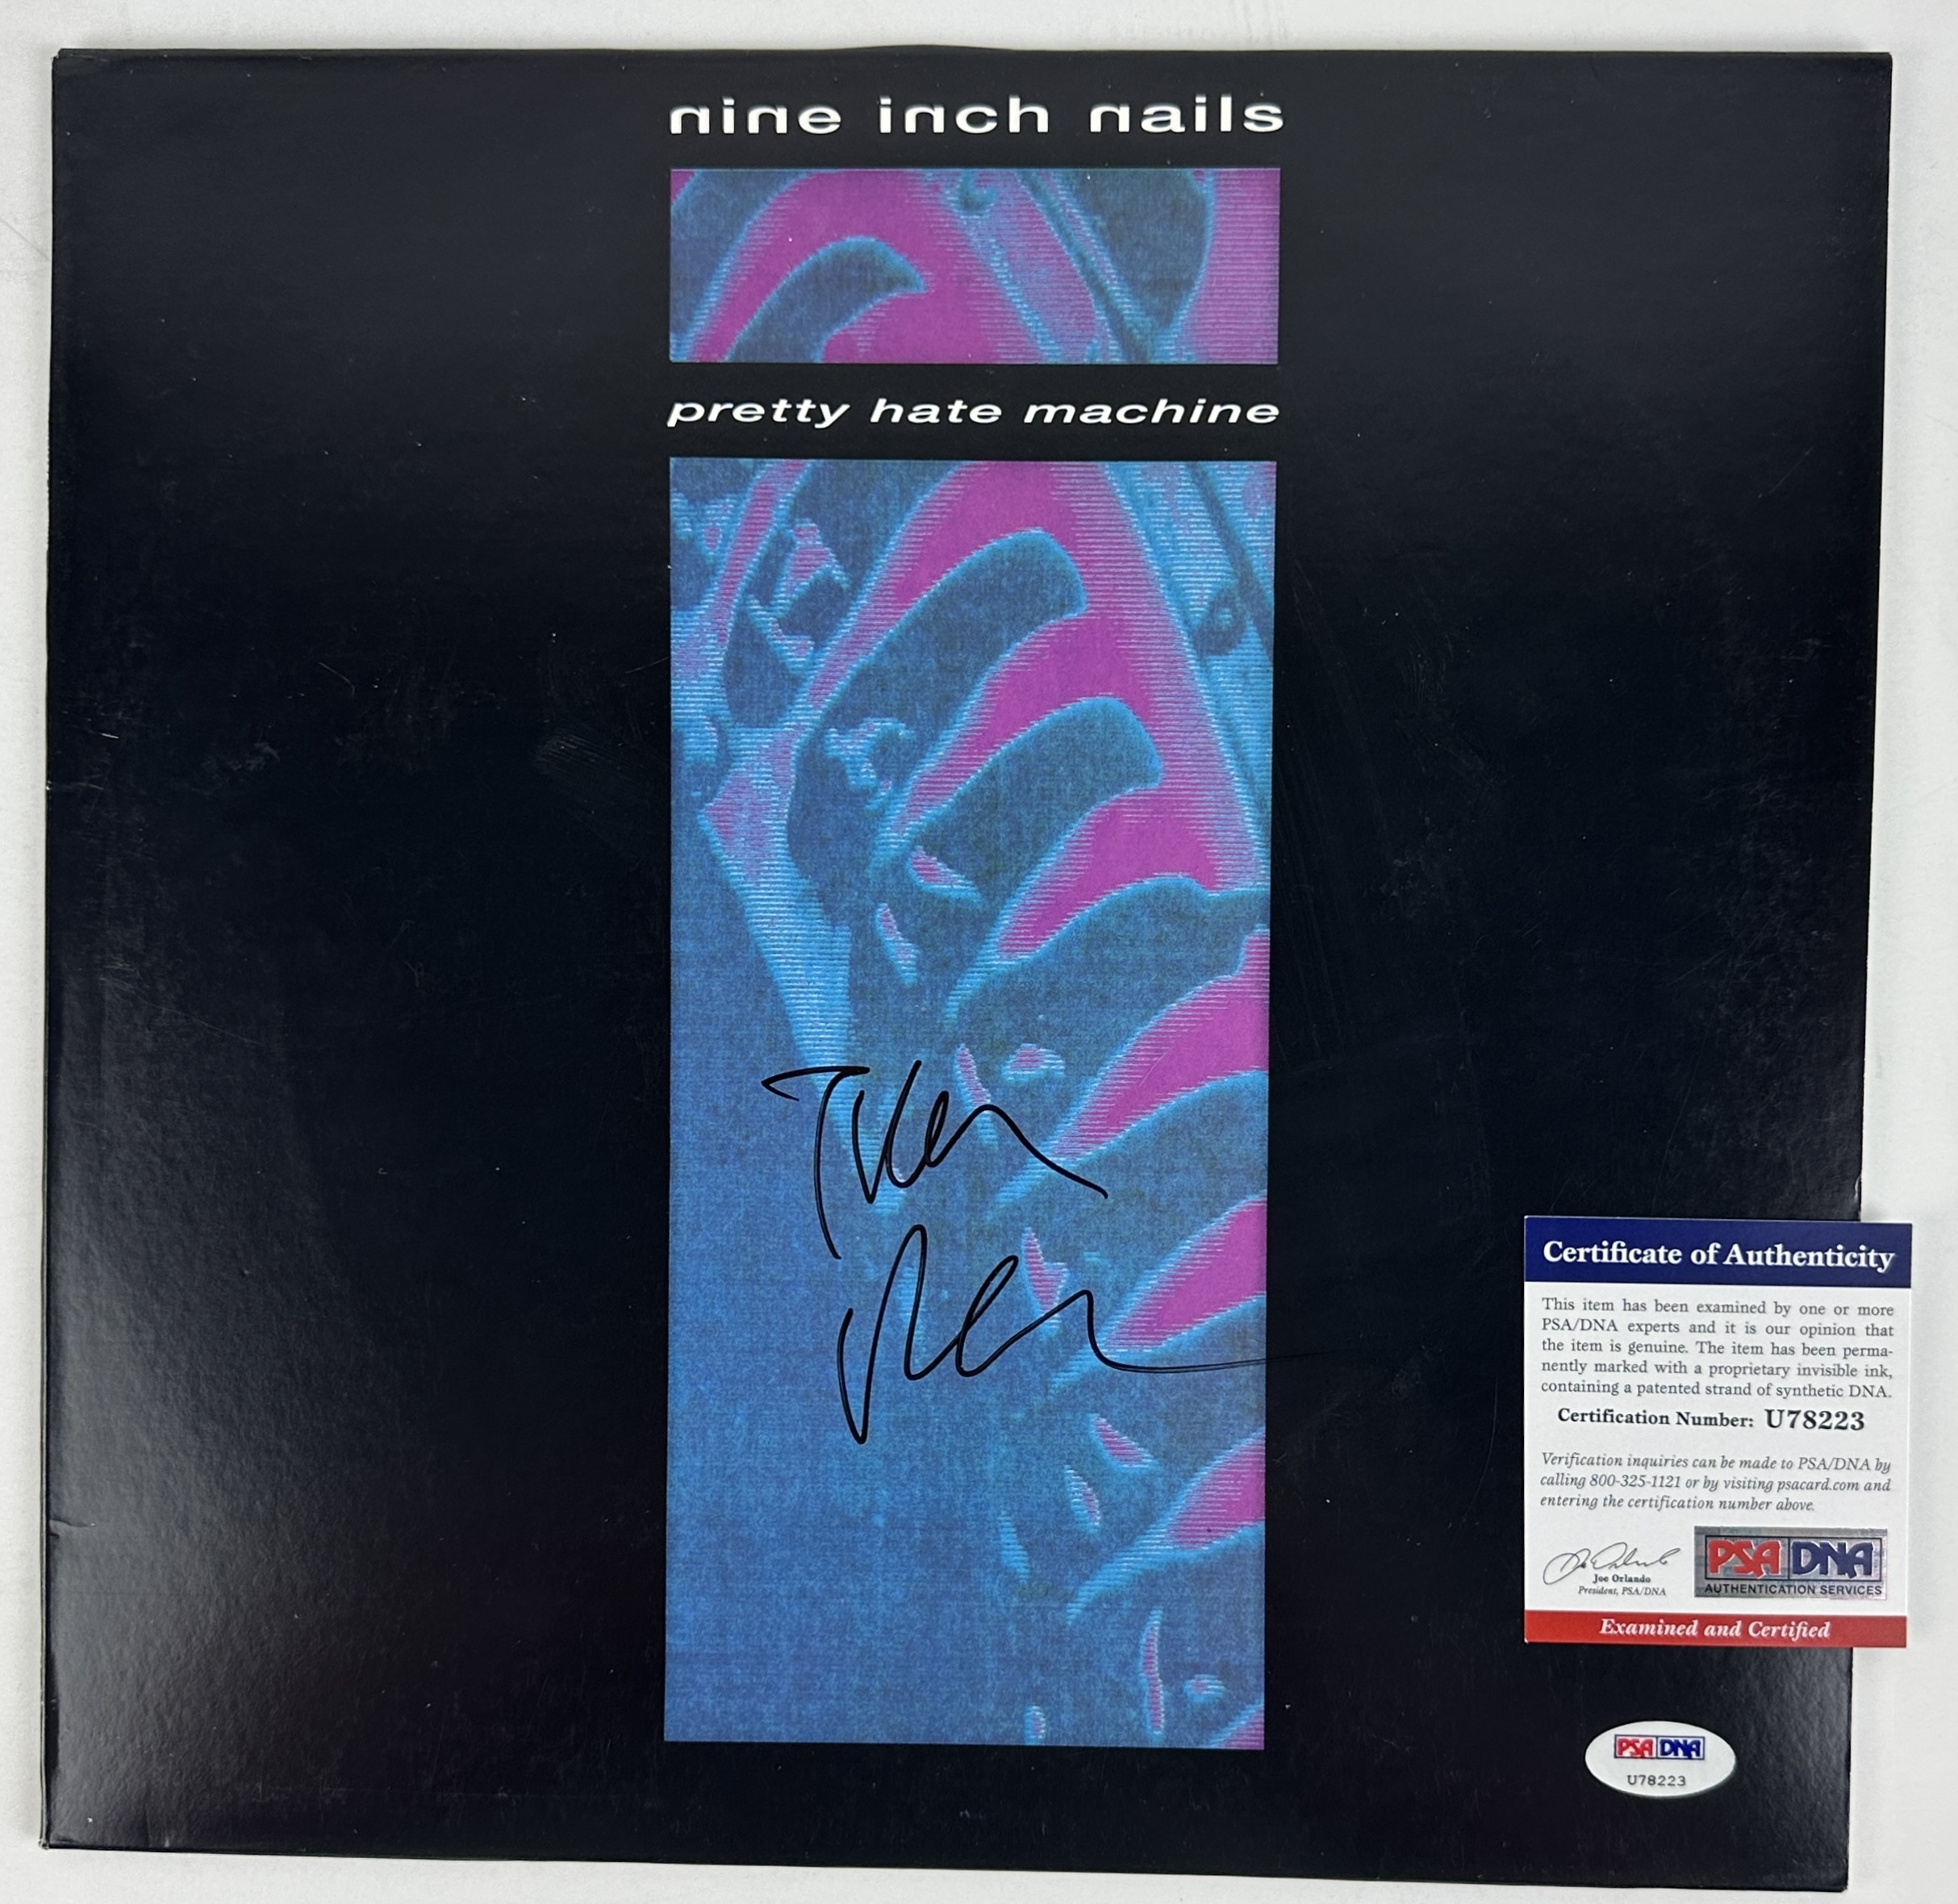 nine inch nails
pretty hate machine
Certificate of Authenticity
This item has been examined by one or more
PSA/DNA experts and it is our opinion that
the item is genuine. The item has been perma-
nently marked with a proprietary invisible ink,
containing a patented strand of synthetic DNA.
Certification Number: U78223
Verification inquiries can be made to PSA/DNA by
calling 800-325-1121 or by visiting psacard.com and
entering the certification number above.
Joe Orlando
President, PSA/DNA
PSA DNA
AUTHENTICATION SERVICES
Examined and Certified
PSA DNA
U78223